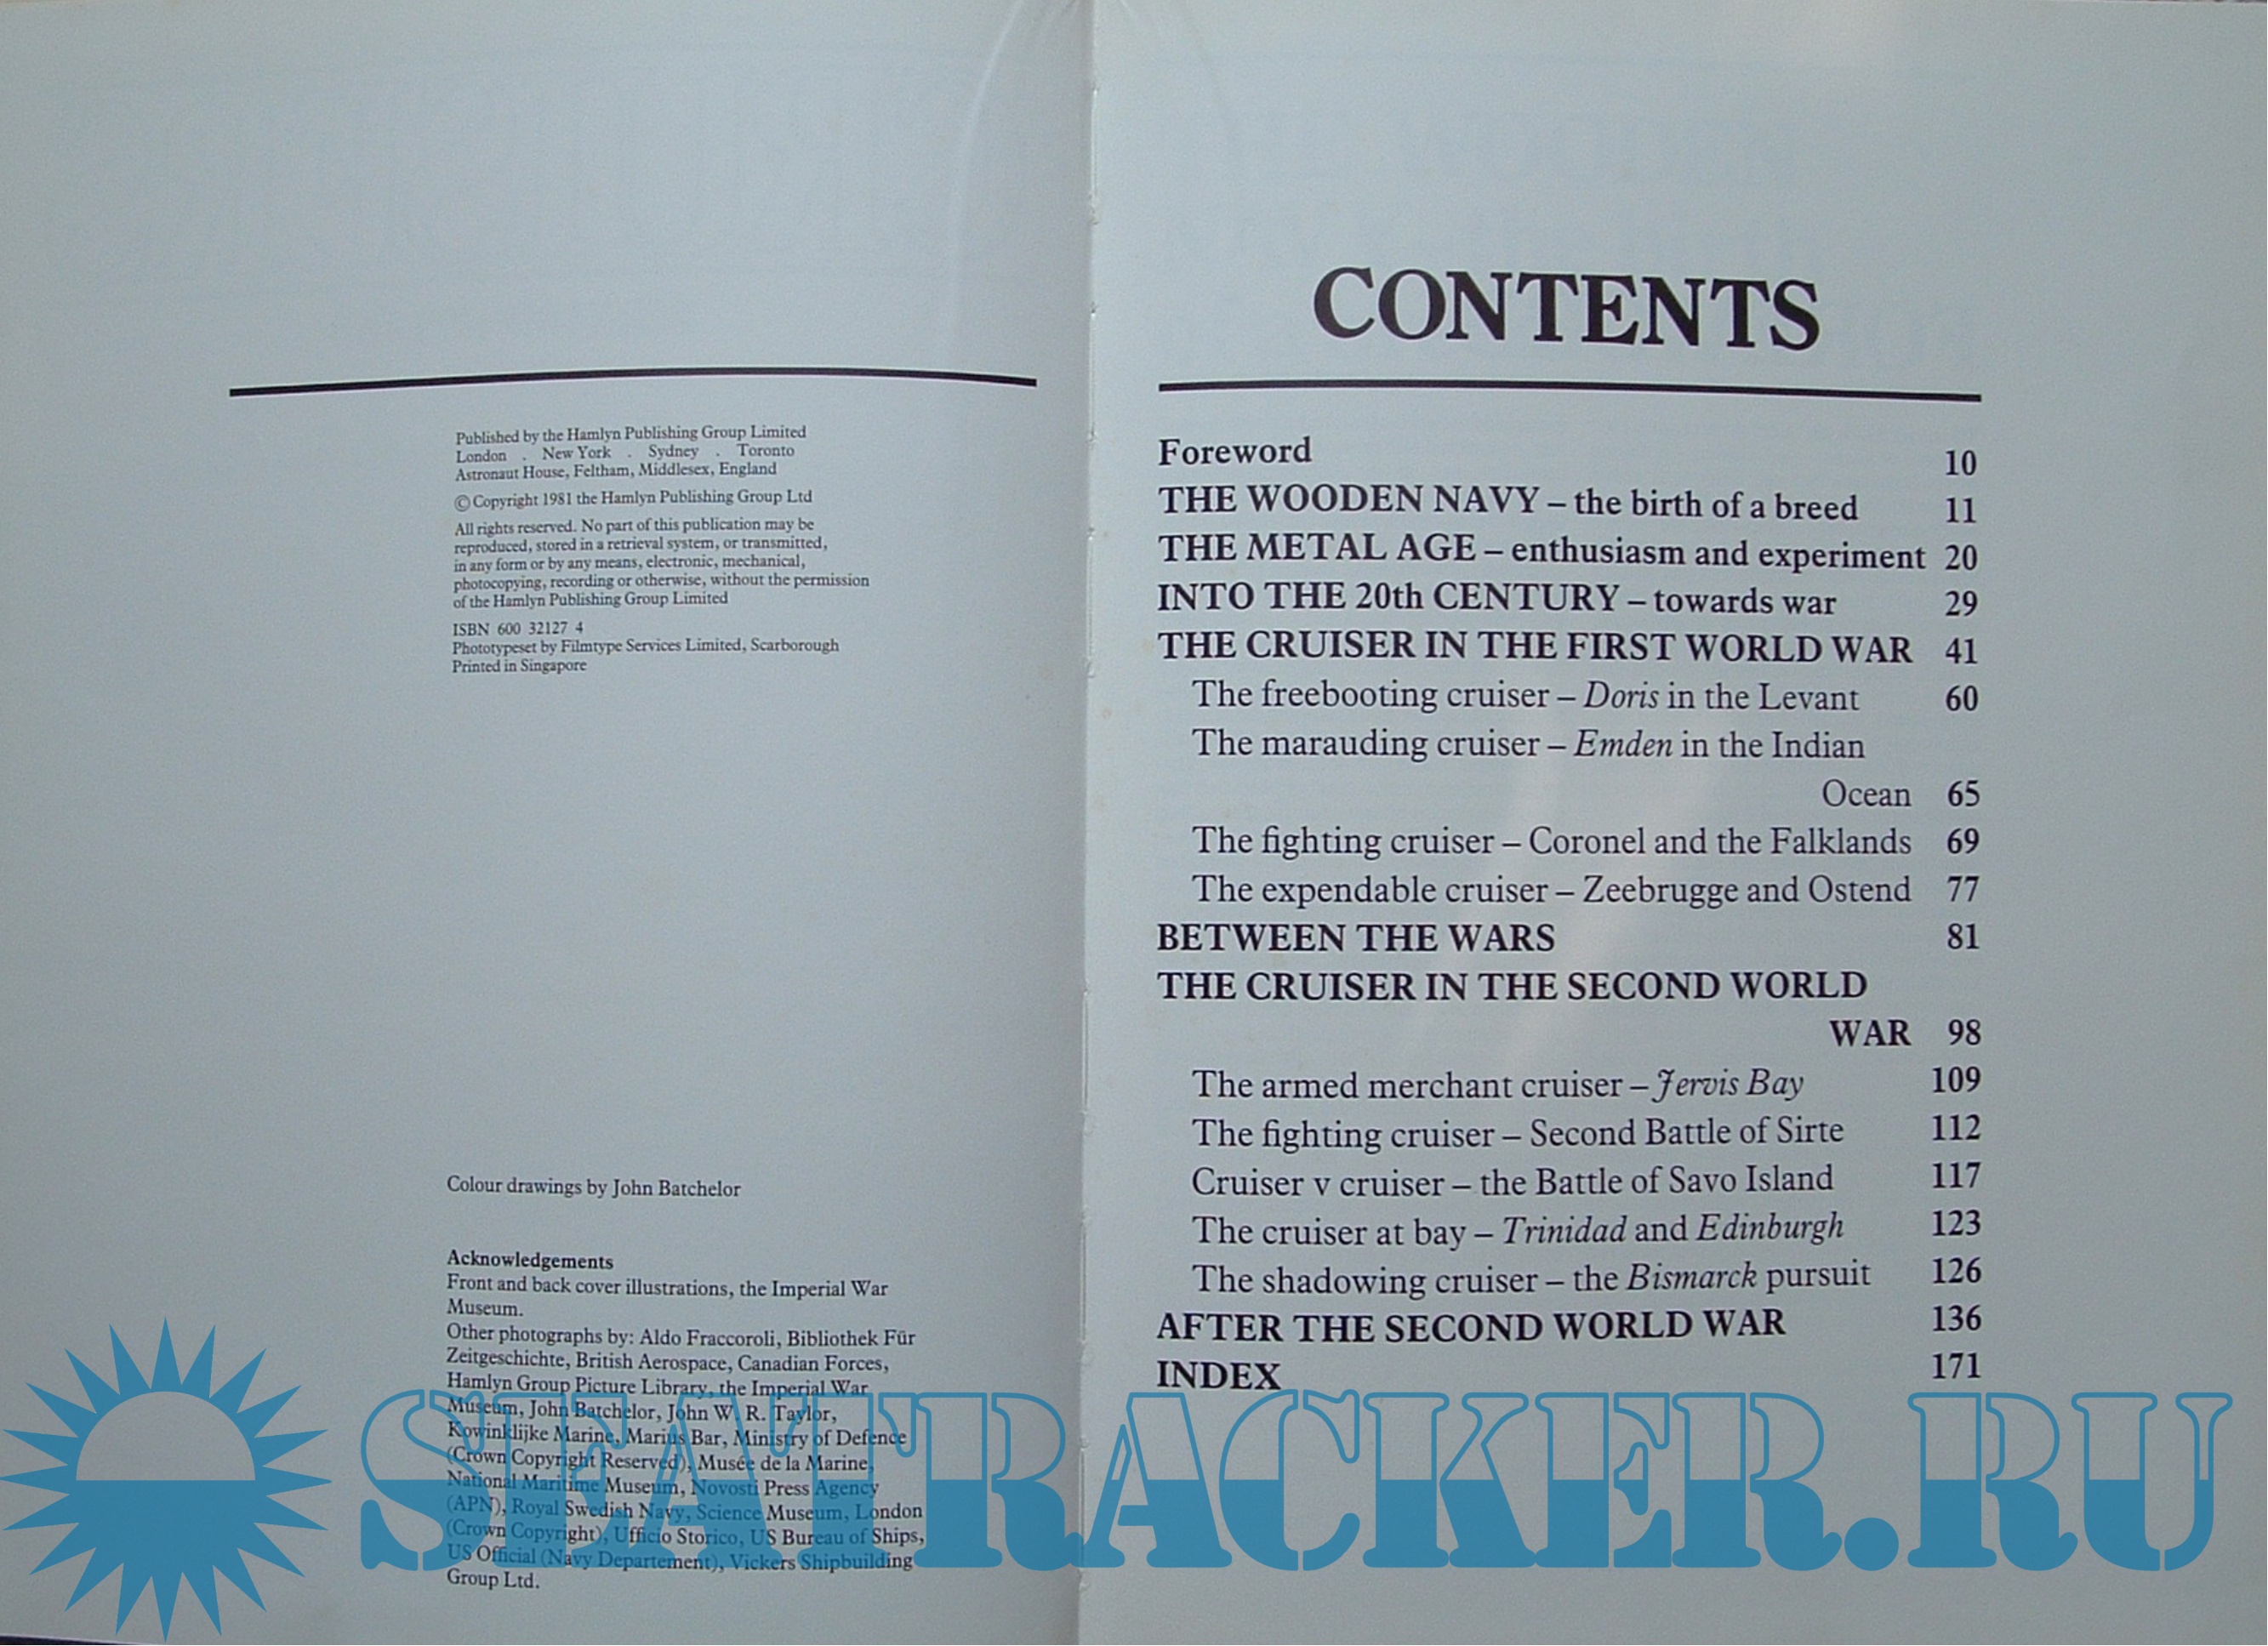 Published by the Hamlyn Publishing Group Limited
London . New York . Sydney . Toronto
Astronaut House, Feltham, Middlesex, England
© Copyright 1981 the Hamlyn Publishing Group Ltd
All rights reserved. No part of this publication may be
reproduced, stored in a retrieval system, or transmitted,
in any form or by any means, electronic, mechanical,
photocopying, recording or otherwise, without the permission
of the Hamlyn Publishing Group Limited
ISBN 600 32127 4
Phototypeset by Filmtype Services Limited, Scarborough
Printed in Singapore
Colour drawings by John Batchelor
Acknowledgements
Front and back cover illustrations, the Imperial War
Museum.
Other photographs by: Aldo Fraccoroli, Bibliothek Für
Zeitgeschichte, British Aerospace, Canadian Forces,
Hamlyn Group Picture Library, the Imperial War
Museum, John Batchelor, John W. R. Taylor,
Kowinklijke Marine, Marius Bar, Ministry of Defence
(Crown Copyright Reserved), Musée de la Marine,
National Maritime Museum, Novosti Press Agency
(APN), Royal Swedish Navy, Science Museum, London
(Crown Copyright), Ufficio Storico, US Bureau of Ships,
US Official (Navy Departement), Vickers Shipbuilding
Group Ltd.
CONTENTS
Foreword 10
THE WOODEN NAVY – the birth of a breed 11
THE METAL AGE – enthusiasm and experiment 20
INTO THE 20th CENTURY – towards war 29
THE CRUISER IN THE FIRST WORLD WAR 41
The freebooting cruiser – Doris in the Levant 60
The marauding cruiser – Emden in the Indian
Ocean 65
The fighting cruiser – Coronel and the Falklands 69
The expendable cruiser – Zeebrugge and Ostend 77
BETWEEN THE WARS 81
THE CRUISER IN THE SECOND WORLD
WAR 98
The armed merchant cruiser – Jervis Bay 109
The fighting cruiser – Second Battle of Sirte 112
Cruiser v cruiser – the Battle of Savo Island 117
The cruiser at bay – Trinidad and Edinburgh 123
The shadowing cruiser – the Bismarck pursuit 126
AFTER THE SECOND WORLD WAR 136
INDEX 171
SEATRACKER.RU